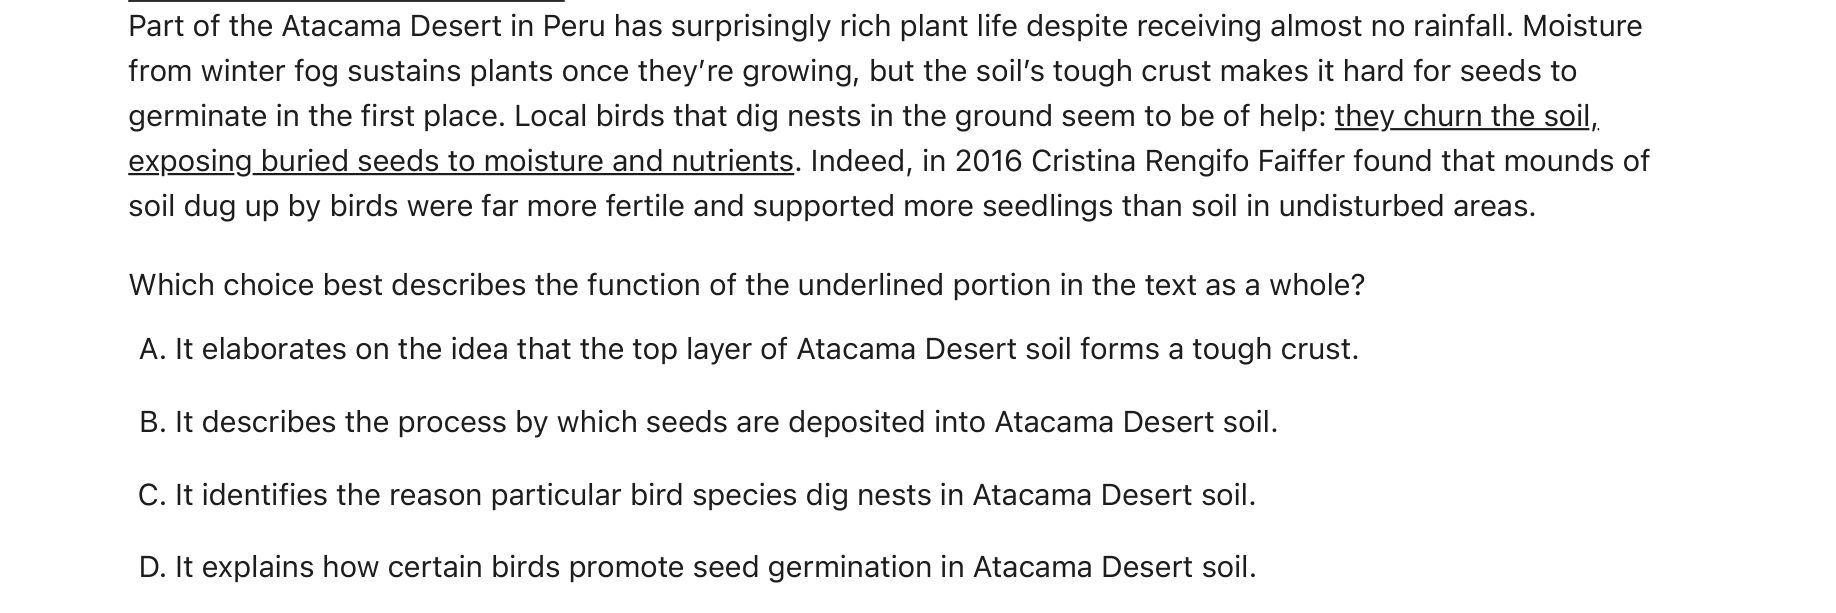 Part of the Atacama Desert in Peru has surprisingly rich plant life despite receiving almost no rainfall. Moisture
from winter fog sustains plants once they’re growing, but the soil’s tough crust makes it hard for seeds to
germinate in the first place. Local birds that dig nests in the ground seem to be of help: they churn the soil,
exposing buried seeds to moisture and nutrients. Indeed, in 2016 Cristina Rengifo Faiffer found that mounds of
soil dug up by birds were far more fertile and supported more seedlings than soil in undisturbed areas.
Which choice best describes the function of the underlined portion in the text as a whole?
A. It elaborates on the idea that the top layer of Atacama Desert soil forms a tough crust.
B. It describes the process by which seeds are deposited into Atacama Desert soil.
C. It identifies the reason particular bird species dig nests in Atacama Desert soil.
D. It explains how certain birds promote seed germination in Atacama Desert soil.